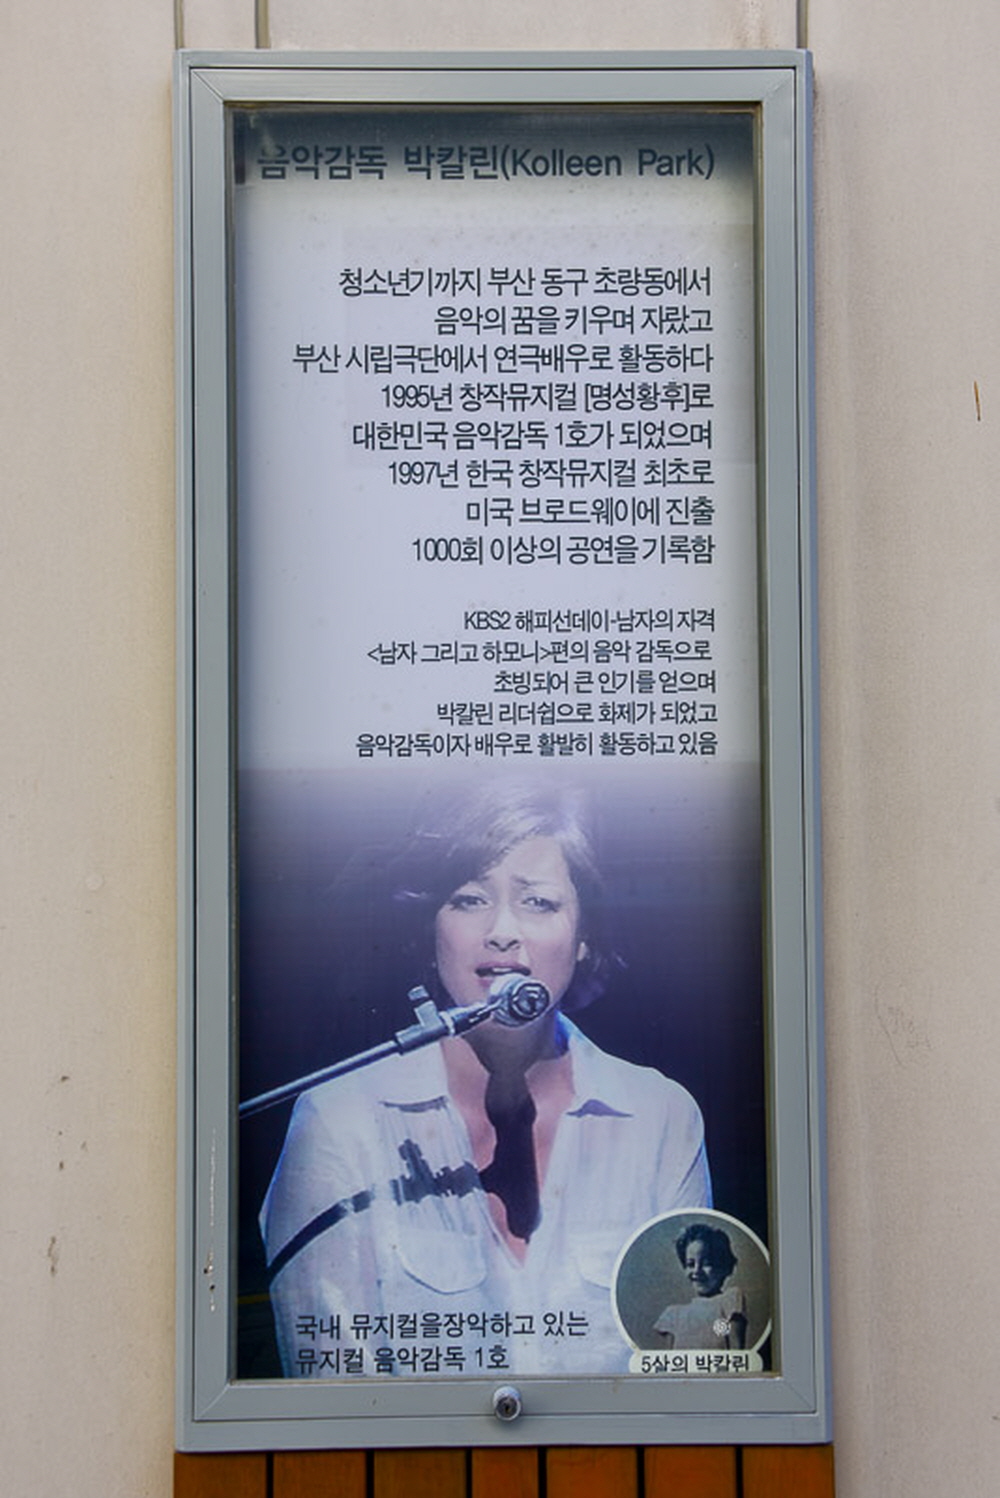 음악감독 박칼린(Kolleen Park)
청소년기까지 부산 동구 초량동에서
음악의 꿈을 키우며 자랐고
부산 시립극단에서 연극배우로 활동하다
1995년 창작뮤지컬 [명성황후]로
대한민국 음악감독 1호가 되었으며
1997년 한국 창작뮤지컬 최초로
미국 브로드웨이에 진출
1000회 이상의 공연을 기록함
KBS2 해피선데이-남자의 자격
<남자 그리고 하모니>편의 음악 감독으로
초빙되어 큰 인기를 얻으며
박칼린 리더쉽으로 화제가 되었고
음악감독이자 배우로 활발히 활동하고 있음
국내 뮤지컬을장악하고 있는
뮤지컬 음악감독 1호
5살의 박칼린